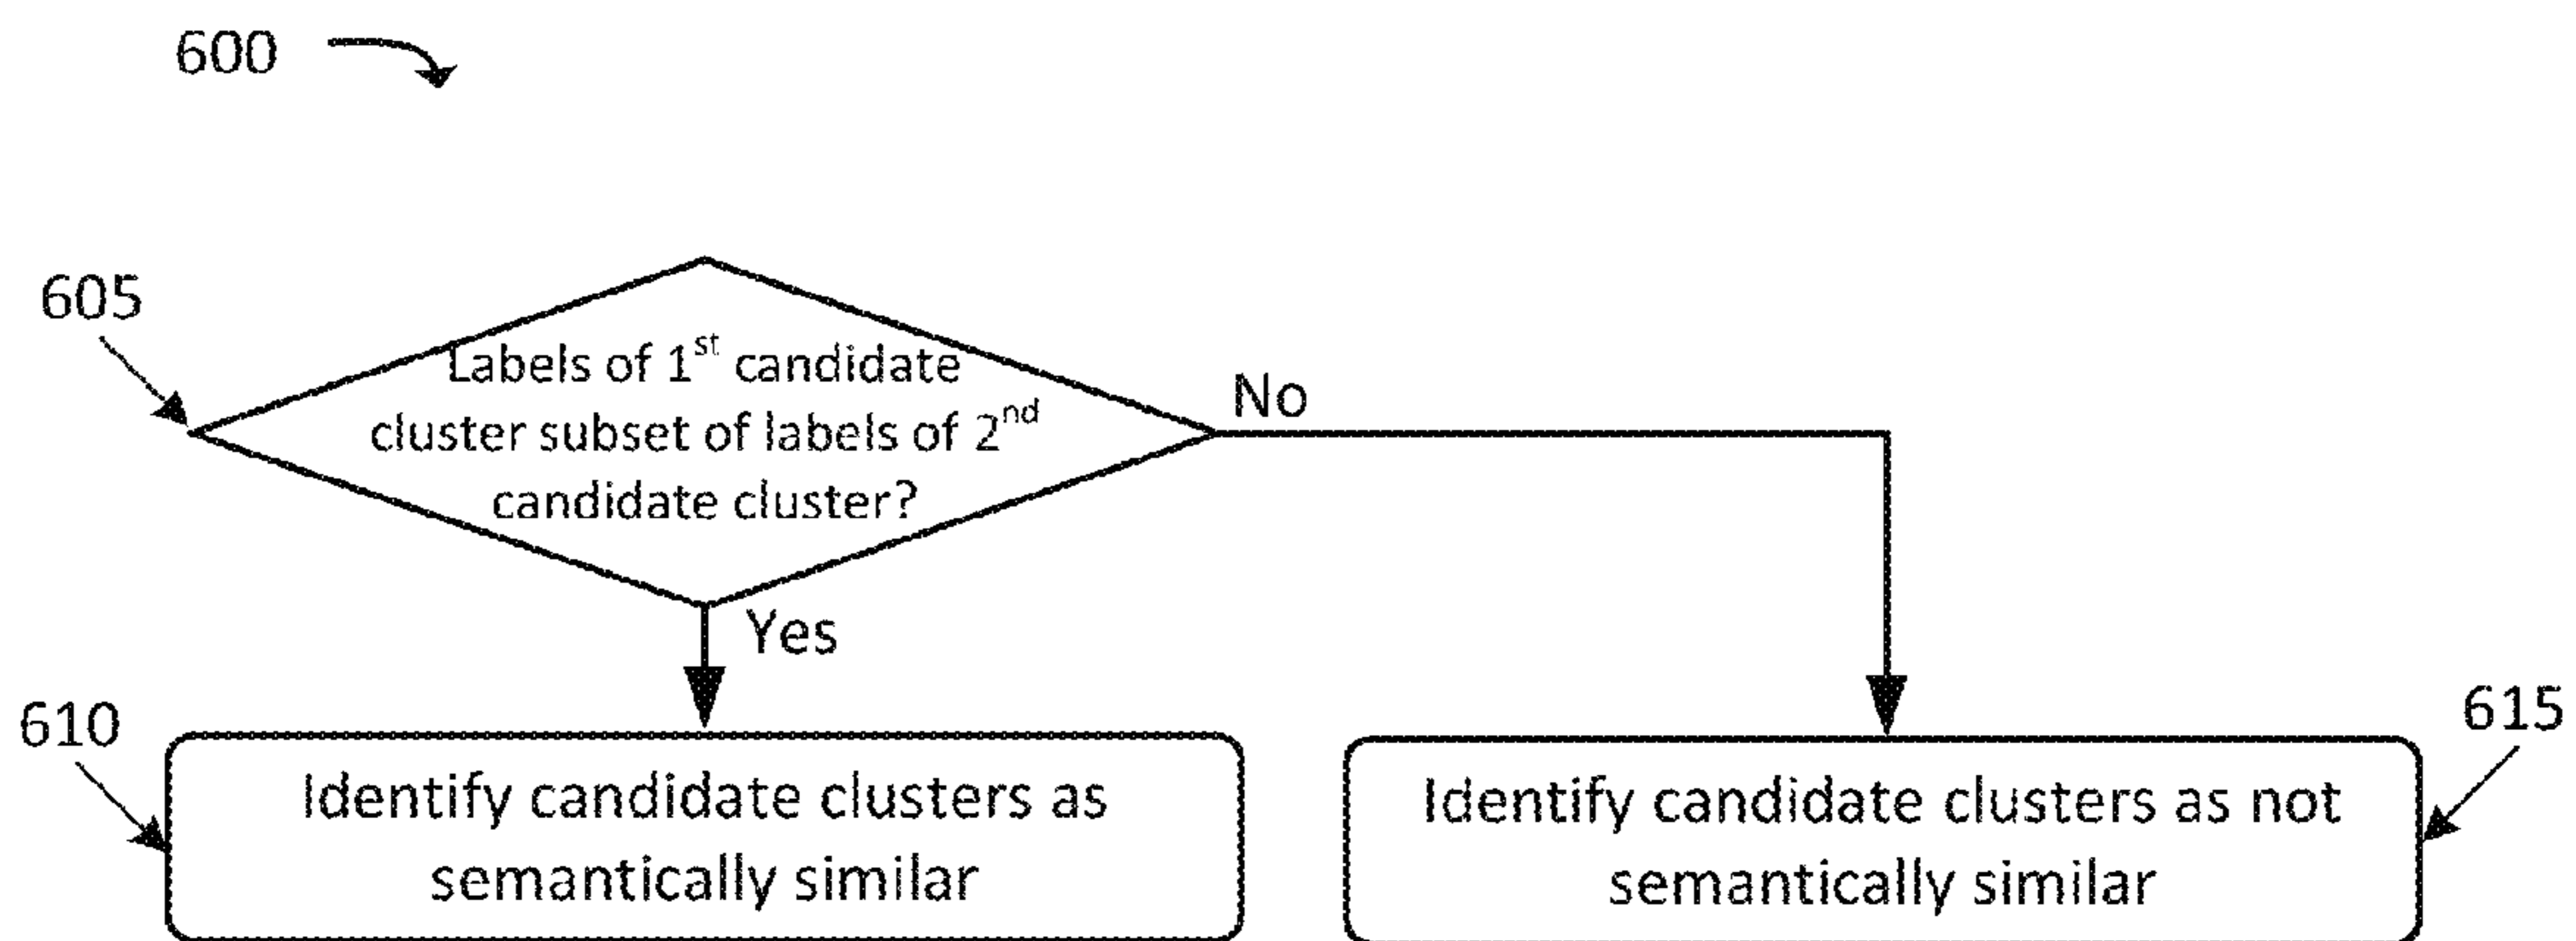 600
605
Labels of 1st candidate
cluster subset of labels of 2nd
candidate cluster?
No
Yes
610
Identify candidate clusters as
semantically similar
615
Identify candidate clusters as not
semantically similar